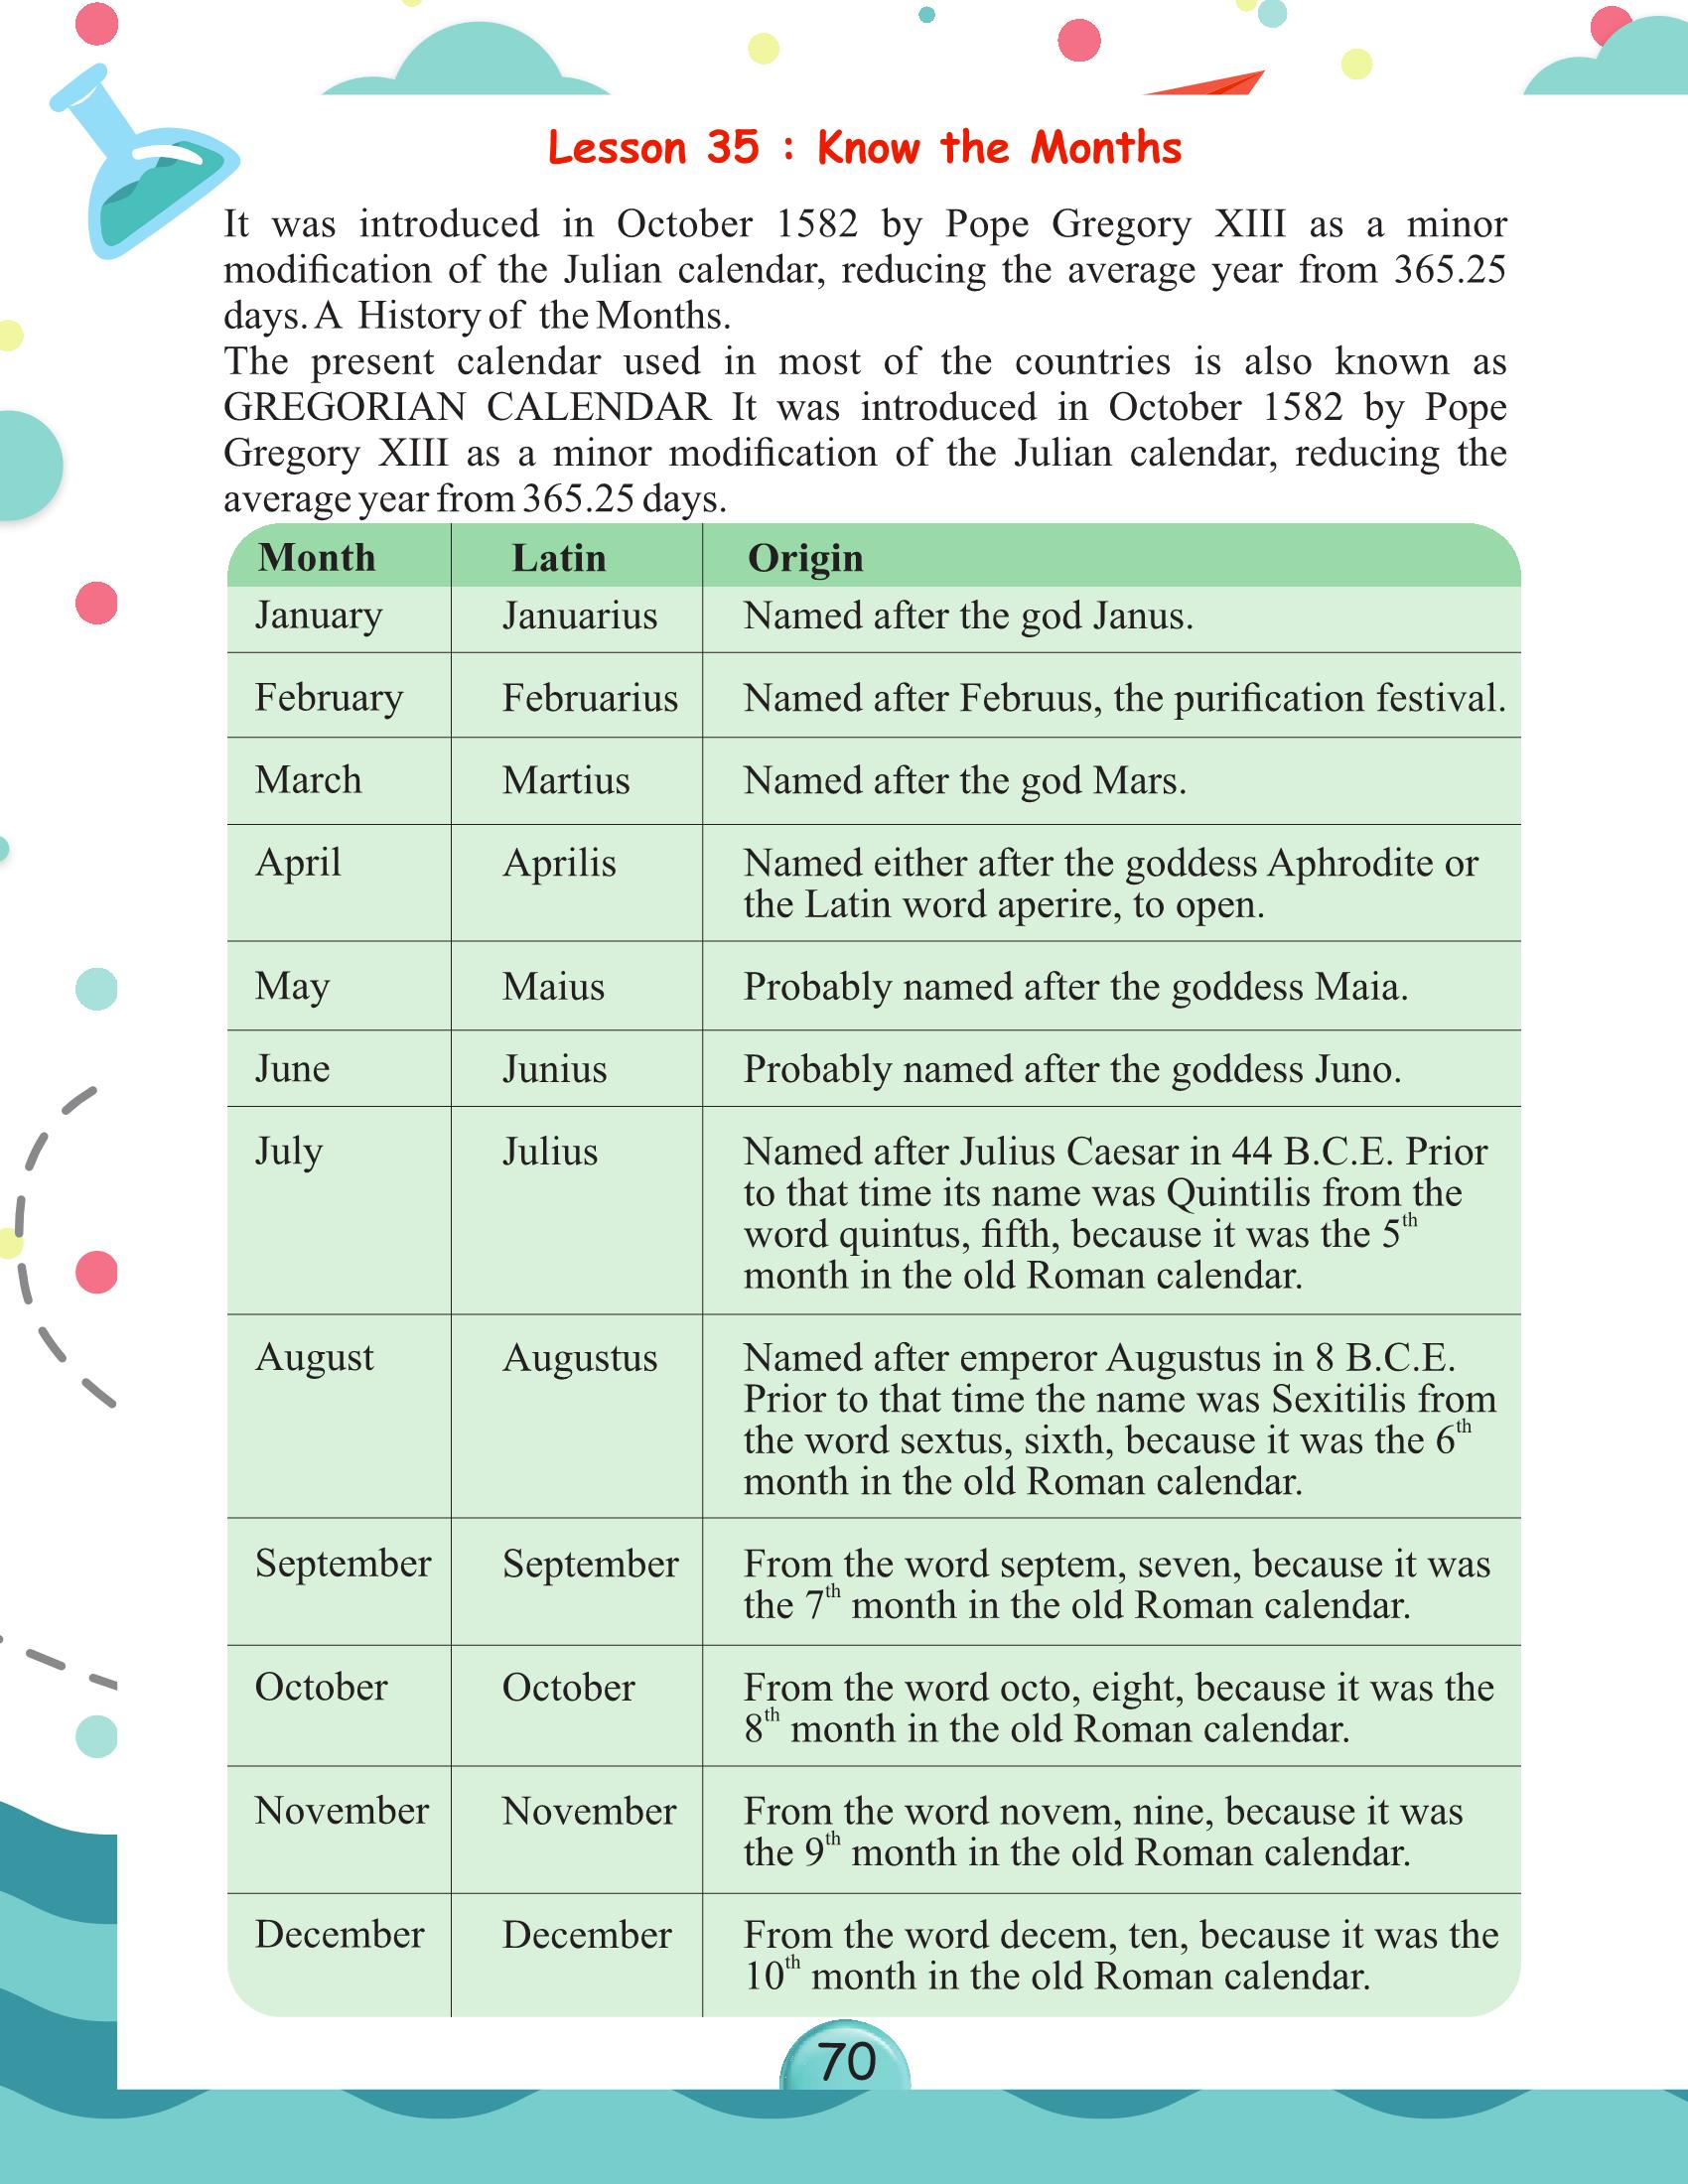 Lesson 35 : Know the Months
It was introduced in October 1582 by Pope Gregory XIII as a minor
modification of the Julian calendar, reducing the average year from 365.25
days. A History of the Months.
The present calendar used in most of the countries is also known as
GREGORIAN CALENDAR It was introduced in October 1582 by Pope
Gregory XIII as a minor modification of the Julian calendar, reducing the
average year from 365.25 days.
Month Latin Origin
January Januarius Named after the god Janus.
February Februarius Named after Februus, the purification festival.
March Martius Named after the god Mars.
April Aprilis Named either after the goddess Aphrodite or
the Latin word aperire, to open.
May Maius Probably named after the goddess Maia.
June Junius Probably named after the goddess Juno.
July Julius Named after Julius Caesar in 44 B.C.E. Prior
to that time its name was Quintilis from the
word quintus, fifth, because it was the 5th
month in the old Roman calendar.
August Augustus Named after emperor Augustus in 8 B.C.E.
Prior to that time the name was Sexitilis from
the word sextus, sixth, because it was the 6th
month in the old Roman calendar.
September September From the word septem, seven, because it was
the 7th month in the old Roman calendar.
October October From the word octo, eight, because it was the
8th month in the old Roman calendar.
November November From the word novem, nine, because it was
the 9th month in the old Roman calendar.
December December From the word decem, ten, because it was the
10th month in the old Roman calendar.
70